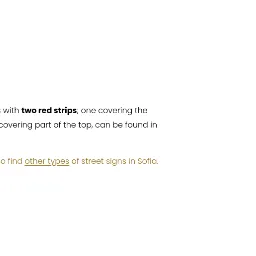 with two red strips, one covering the
covering part of the top, can be found in
find other types of street signs in Sofia.